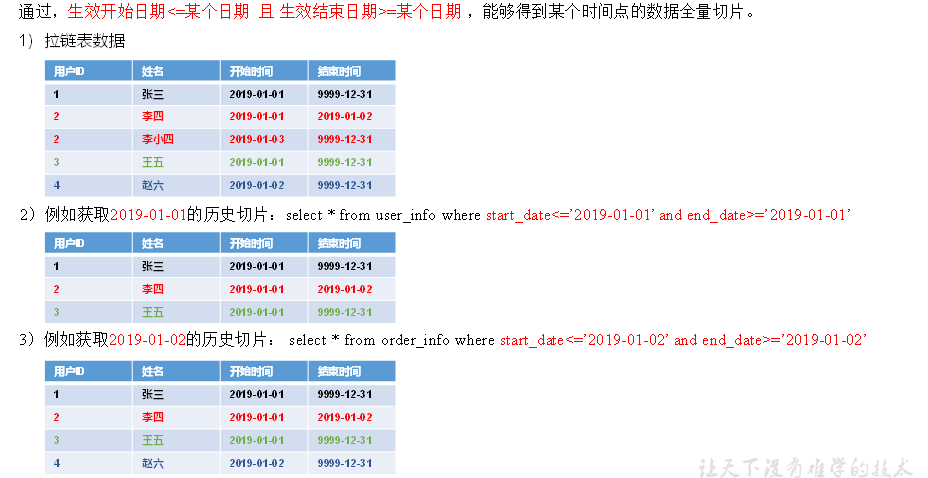 通过，生效开始日期<=某个日期 且 生效结束日期>=某个日期 ，能够得到某个时间点的数据全量切片。
1）拉链表数据
用户ID 姓名 开始时间 结束时间
1 张三 2019-01-01 9999-12-31
2 李四 2019-01-01 2019-01-02
2 李小四 2019-01-03 9999-12-31
3 王五 2019-01-01 9999-12-31
4 赵六 2019-01-02 9999-12-31
2）例如获取2019-01-01的历史切片：select * from user_info where start_date<='2019-01-01' and end_date>='2019-01-01'
用户ID 姓名 开始时间 结束时间
1 张三 2019-01-01 9999-12-31
2 李四 2019-01-01 2019-01-02
3 王五 2019-01-01 9999-12-31
3）例如获取2019-01-02的历史切片： select * from order_info where start_date<='2019-01-02' and end_date>='2019-01-02'
用户ID 姓名 开始时间 结束时间
1 张三 2019-01-01 9999-12-31
2 李四 2019-01-01 2019-01-02
3 王五 2019-01-01 9999-12-31
4 赵六 2019-01-02 9999-12-31
让天下没有难学的技术